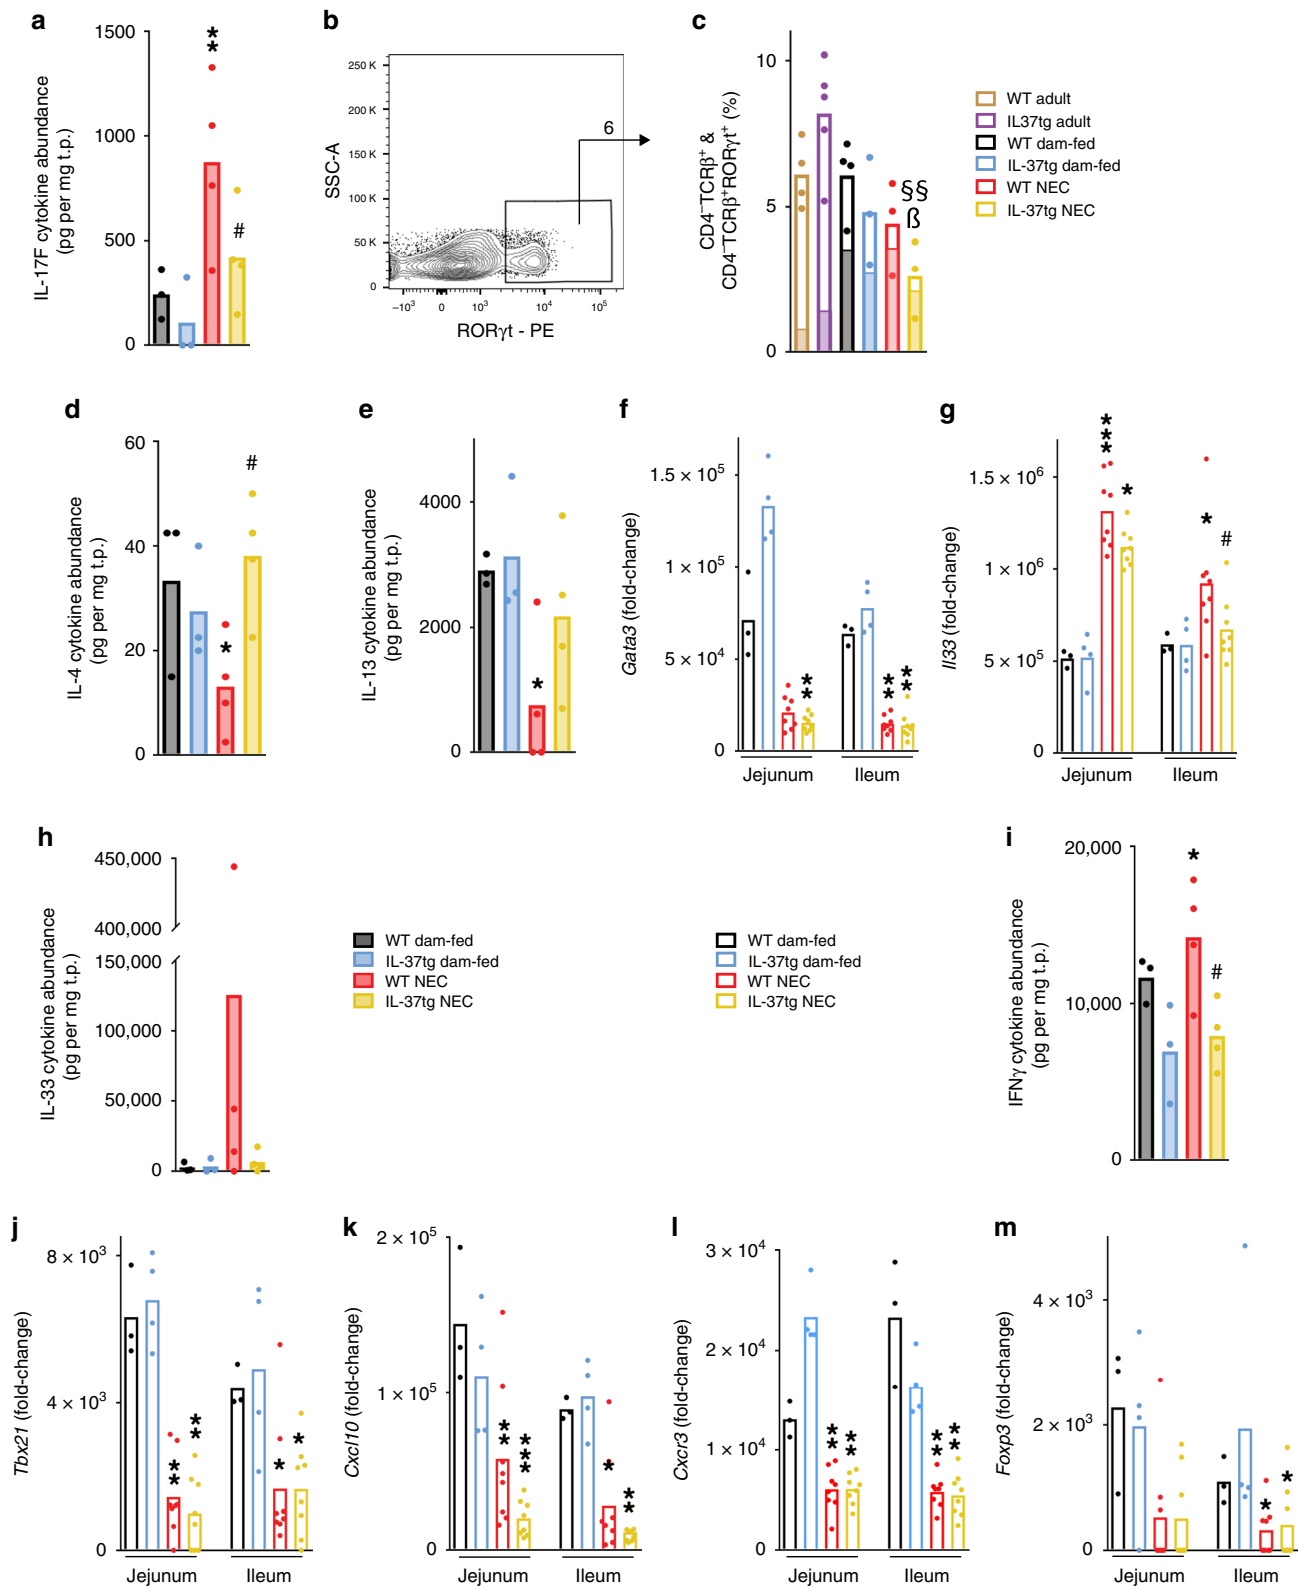 a
IL-17F cytokine abundance
(pg per mg t.p.)
1500
1000
500
0
**
#
b
SSC-A
250 K
200 K
150 K
100 K
50 K
0
6
−10³ 0 10³ 10⁴ 10⁵
RORγt - PE
c
CD4⁻TCRβ⁺ &
CD4⁻TCRβ⁺RORγt⁺ (%)
10
5
0
§§
ß
WT adult
IL37tg adult
WT dam-fed
IL-37tg dam-fed
WT NEC
IL-37tg NEC
d
IL-4 cytokine abundance
(pg per mg t.p.)
60
40
20
0
*
#
e
IL-13 cytokine abundance
(pg per mg t.p.)
4000
2000
0
*
f
Gata3 (fold-change)
1.5 × 10⁵
1 × 10⁵
5 × 10⁴
0
**
** **
Jejunum Ileum
g
Il33 (fold-change)
1.5 × 10⁶
1 × 10⁶
5 × 10⁵
0
***
*
*
#
Jejunum Ileum
h
IL-33 cytokine abundance
(pg per mg t.p.)
450,000
400,000
150,000
100,000
50,000
0
WT dam-fed
IL-37tg dam-fed
WT NEC
IL-37tg NEC
WT dam-fed
IL-37tg dam-fed
WT NEC
IL-37tg NEC
i
IFNγ cytokine abundance
(pg per mg t.p.)
20,000
10,000
0
*
#
j
Tbx21 (fold-change)
8 × 10³
4 × 10³
0
** **
* *
Jejunum Ileum
k
Cxcl10 (fold-change)
2 × 10⁵
1 × 10⁵
0
** ***
* **
Jejunum Ileum
l
Cxcr3 (fold-change)
3 × 10⁴
2 × 10⁴
1 × 10⁴
0
** **
** **
Jejunum Ileum
m
Foxp3 (fold-change)
4 × 10³
2 × 10³
0
* *
Jejunum Ileum